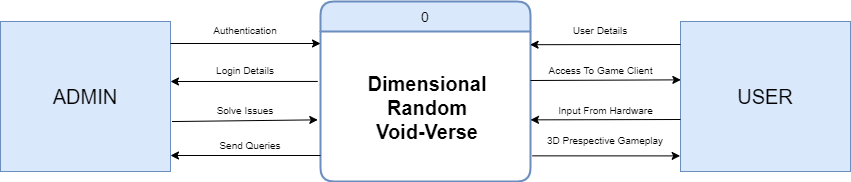 0
ADMIN
Authentication
Login Details
Solve Issues
Send Queries
Dimensional
Random
Void-Verse
User Details
Access To Game Client
Input From Hardware
3D Prespective Gameplay
USER